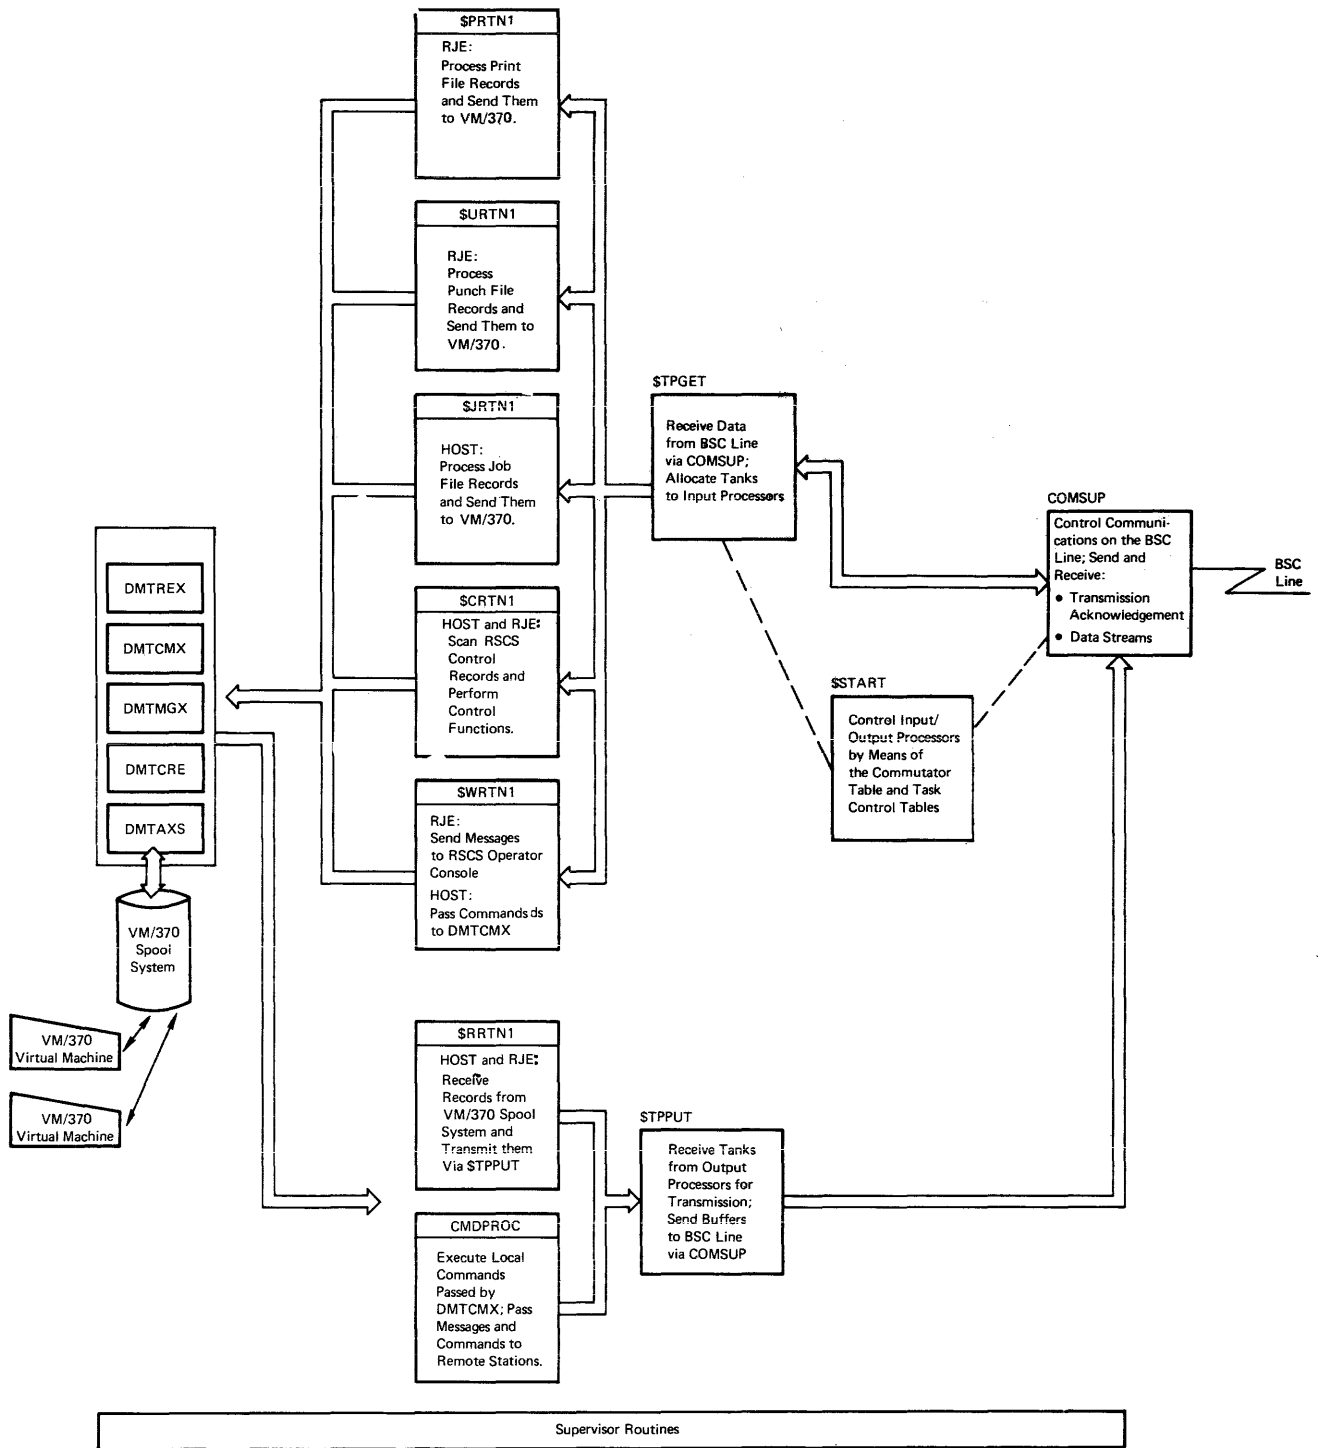 $PRTN1
RJE:
Process Print
File Records
and Send Them
to VM/370.
$URTN1
RJE:
Process
Punch File
Records and
Send Them to
VM/370.
$JRTN1
HOST:
Process Job
File Records
and Send Them
to VM/370.
$CRTN1
HOST and RJE:
Scan RSCS
Control
Records and
Perform
Control
Functions.
$WRTN1
RJE:
Send Messages
to RSCS Operator
Console
HOST:
Pass Commands ds
to DMTCMX
$TPGET
Receive Data
from BSC Line
via COMSUP;
Allocate Tanks
to Input Processors
COMSUP
Control Communi-
cations on the BSC
Line; Send and
Receive:
• Transmission
Acknowledgement
• Data Streams
BSC
Line
$START
Control Input/
Output Processors
by Means of
the Commutator
Table and Task
Control Tables
DMTREX
DMTCMX
DMTMGX
DMTCRE
DMTAXS
VM/370
Spool
System
VM/370
Virtual Machine
VM/370
Virtual Machine
$RRTN1
HOST and RJE:
Receive
Records from
VM/370 Spool
System and
Transmit them
Via $TPPUT
CMDPROC
Execute Local
Commands
Passed by
DMTCMX; Pass
Messages and
Commands to
Remote Stations.
$TPPUT
Receive Tanks
from Output
Processors for
Transmission;
Send Buffers
to BSC Line
via COMSUP
Supervisor Routines